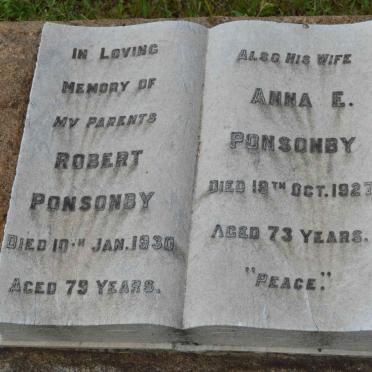 IN LOVING
MEMORY OF
MY PARENTS
ROBERT
PONSONBY
DIED 10TH JAN. 1930
AGED 79 YEARS.
ALSO HIS WIFE
ANNA E.
PONSONBY
DIED 18TH OCT. 1927
AGED 73 YEARS.
"PEACE."